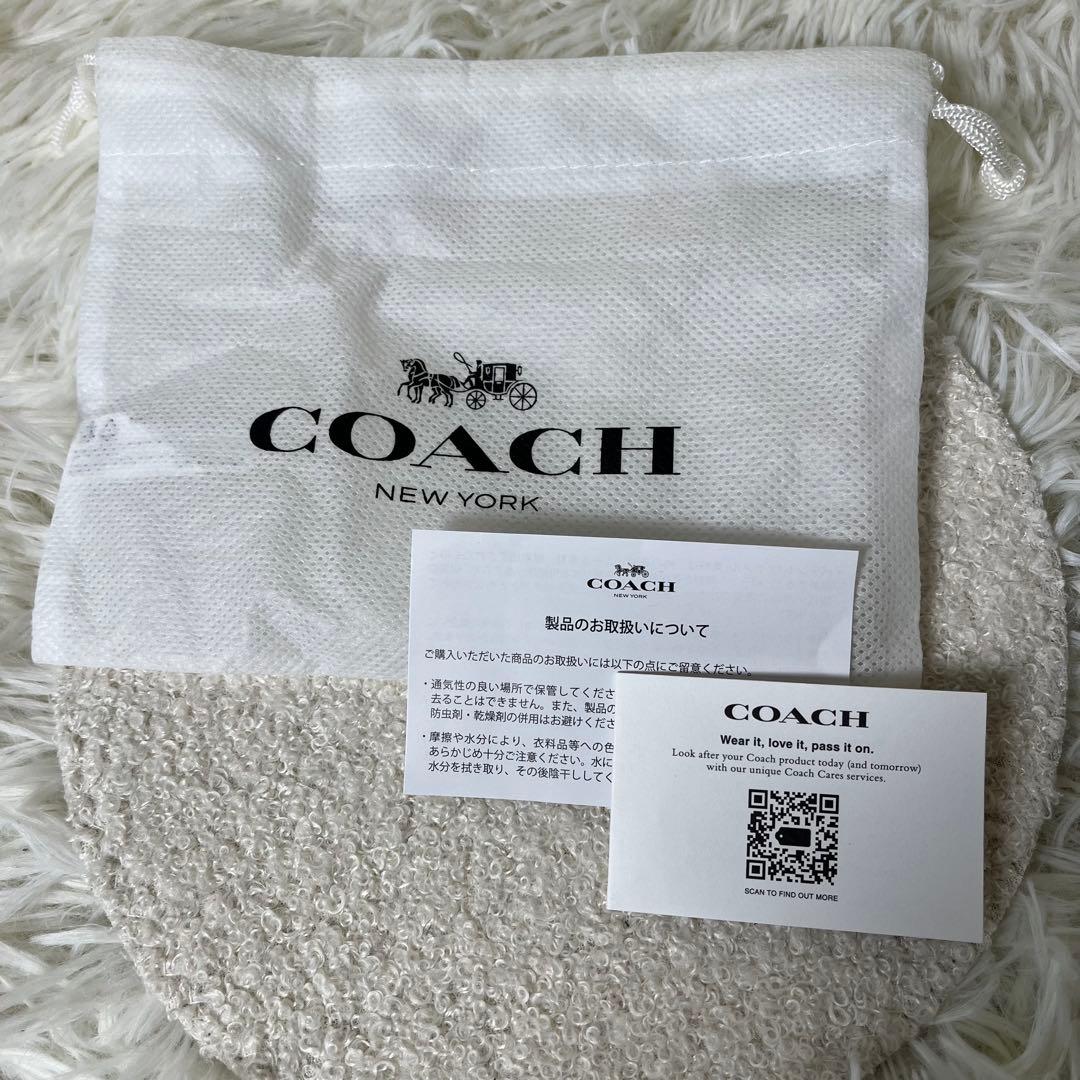 COACH
NEW YORK
COACH
NEW YORK
製品のお取扱いについて
ご購入いただいた商品のお取扱いには以下の点にご留意ください。
・通気性の良い場所で保管してくださ
去ることはできません。また、製品の
防虫剤・乾燥剤の併用はお避けくださ
・摩擦や水分により、衣料品等への色
あらかじめ十分ご注意ください。水に
水分を拭き取り、その後陰干ししてく
COACH
Wear it, love it, pass it on.
Look after your Coach product today (and tomorrow)
with our unique Coach Cares services.
SCAN TO FIND OUT MORE